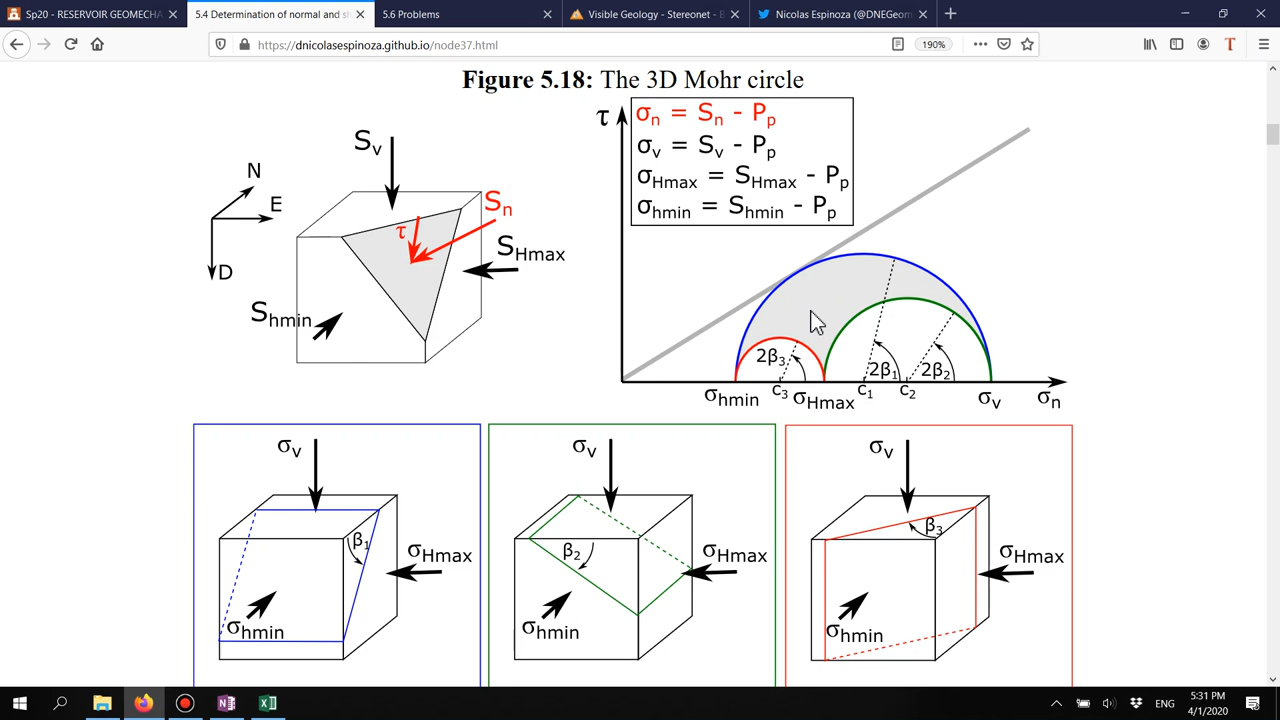 Sp20 - RESERVOIR GEOMECHA
5.4 Determination of normal and sh
5.6 Problems
Visible Geology - Stereonet - B
Nicolas Espinoza (@DNEGeom
https://dnicolasespinoza.github.io/node37.html
190%
Figure 5.18: The 3D Mohr circle
Sv
N
E
D
Sn
τ
SHmax
Shmin
τ
σn = Sn - Pp
σv = Sv - Pp
σHmax = SHmax - Pp
σhmin = Shmin - Pp
2β3
2β1
2β2
σhmin
c3
σHmax
c1
c2
σv
σn
σv
β1
σHmax
σhmin
σv
β2
σHmax
σhmin
σv
β3
σHmax
σhmin
ENG
5:31 PM
4/1/2020